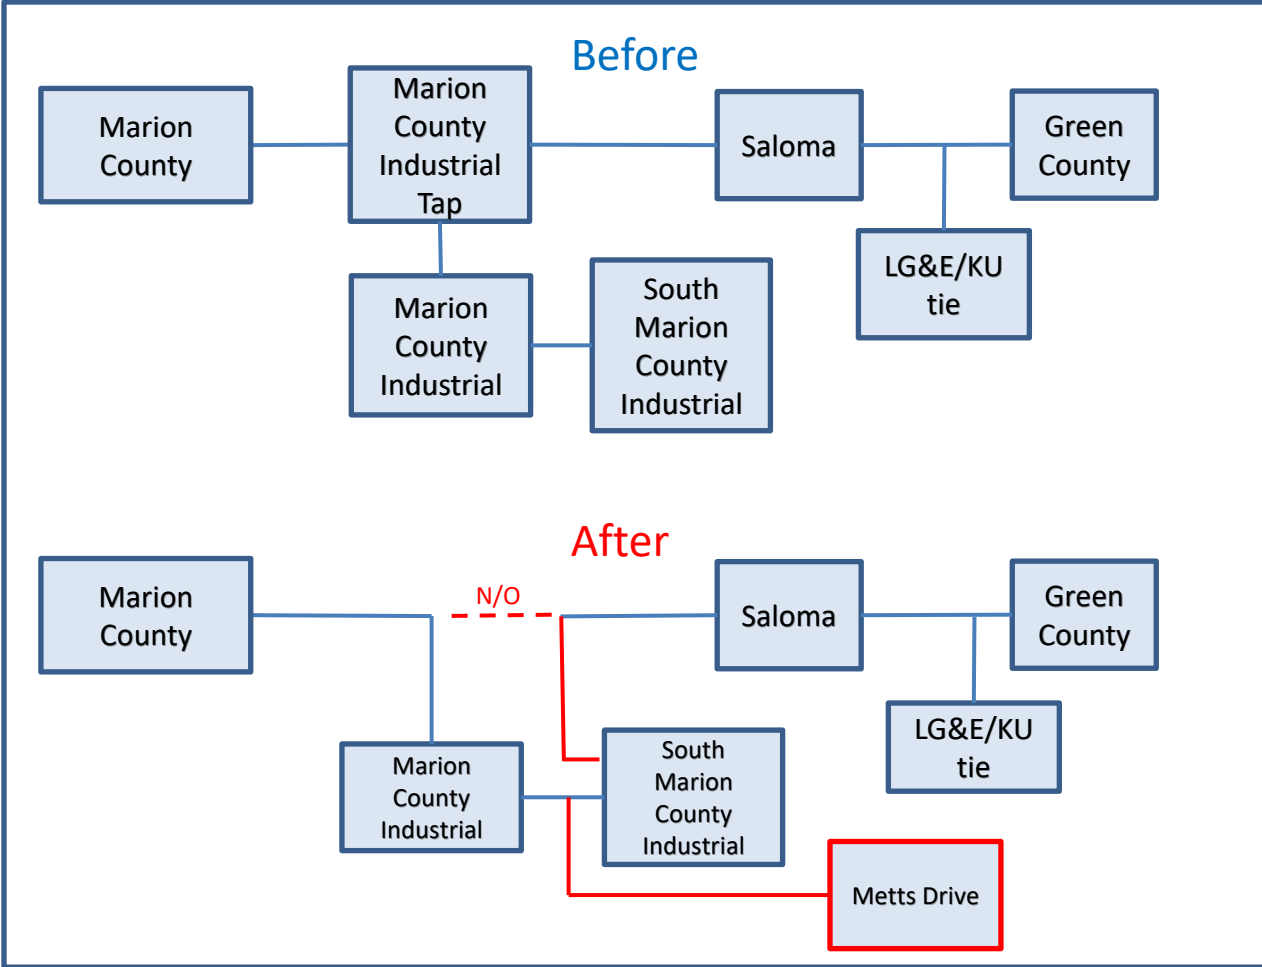 Before
Marion
County
Marion
County
Industrial
Tap
Saloma
Green
County
LG&E/KU
tie
Marion
County
Industrial
South
Marion
County
Industrial
After
Marion
County
N/O
Saloma
Green
County
LG&E/KU
tie
Marion
County
Industrial
South
Marion
County
Industrial
Metts Drive